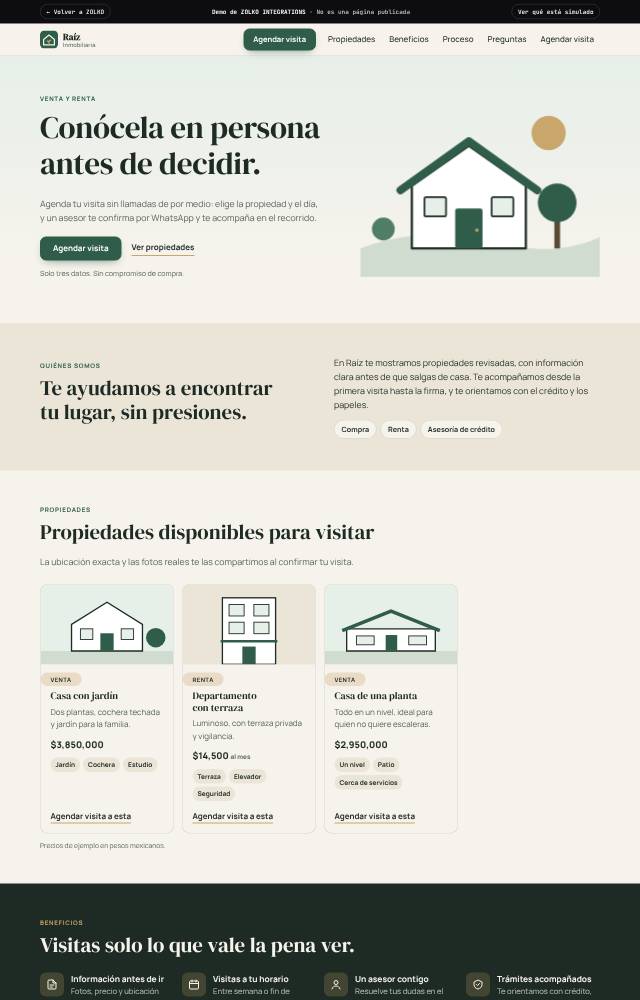 ← Volver a ZOLKO
Demo de ZOLKO INTEGRATIONS · No es una página publicada
Ver qué está simulado
Raíz
Inmobiliaria
Agendar visita
Propiedades
Beneficios
Proceso
Preguntas
Agendar visita
VENTA Y RENTA
Conócela en persona
antes de decidir.
Agenda tu visita sin llamadas de por medio: elige la propiedad y el día,
y un asesor te confirma por WhatsApp y te acompaña en el recorrido.
Agendar visita
Ver propiedades
Solo tres datos. Sin compromiso de compra.
QUIÉNES SOMOS
Te ayudamos a encontrar
tu lugar, sin presiones.
En Raíz te mostramos propiedades revisadas, con información
clara antes de que salgas de casa. Te acompañamos desde la
primera visita hasta la firma, y te orientamos con el crédito y los
papeles.
Compra
Renta
Asesoría de crédito
PROPIEDADES
Propiedades disponibles para visitar
La ubicación exacta y las fotos reales te las compartimos al confirmar tu visita.
VENTA
Casa con jardín
Dos plantas, cochera techada
y jardín para la familia.
$3,850,000
Jardín
Cochera
Estudio
Agendar visita a esta
RENTA
Departamento
con terraza
Luminoso, con terraza privada
y vigilancia.
$14,500 al mes
Terraza
Elevador
Seguridad
Agendar visita a esta
VENTA
Casa de una planta
Todo en un nivel, ideal para
quien no quiere escaleras.
$2,950,000
Un nivel
Patio
Cerca de servicios
Agendar visita a esta
Precios de ejemplo en pesos mexicanos.
BENEFICIOS
Visitas solo lo que vale la pena ver.
Información antes de ir
Fotos, precio y ubicación
Visitas a tu horario
Entre semana o fin de
Un asesor contigo
Resuelve tus dudas en el
Trámites acompañados
Te orientamos con crédito,